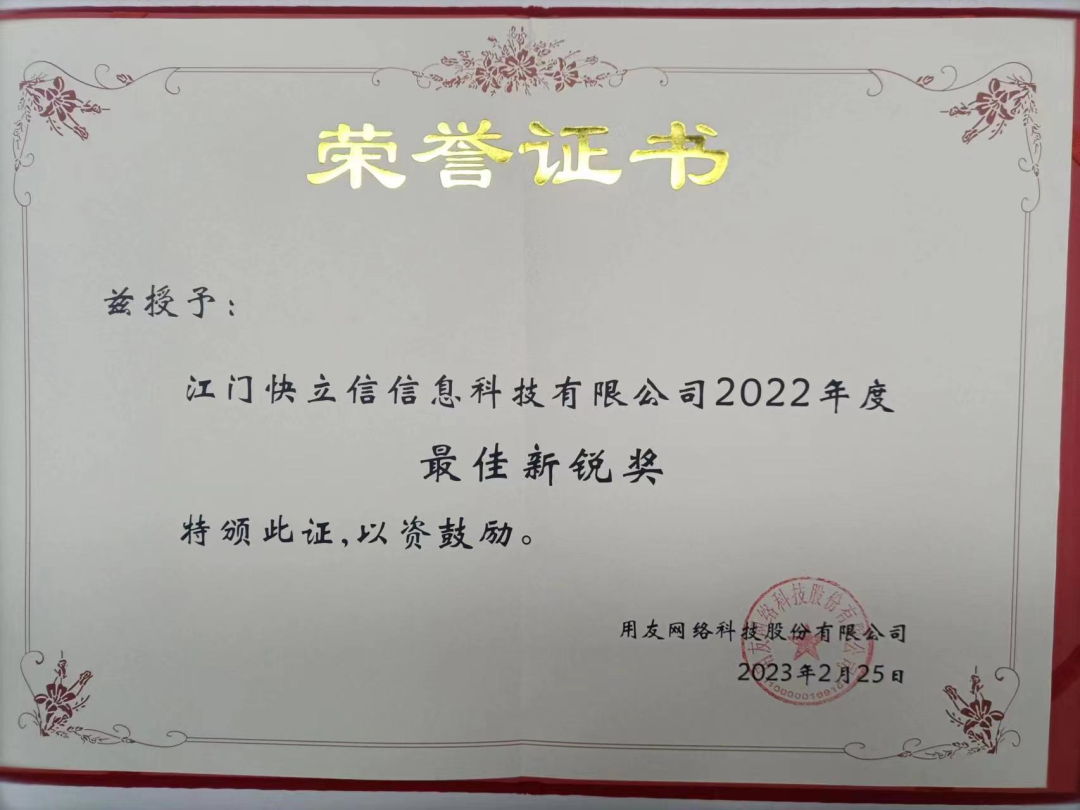 荣誉证书
兹授予：
江门快立信信息科技有限公司2022年度
最佳新锐奖
特颁此证，以资鼓励。
用友网络科技股份有限公司
2023年2月25日